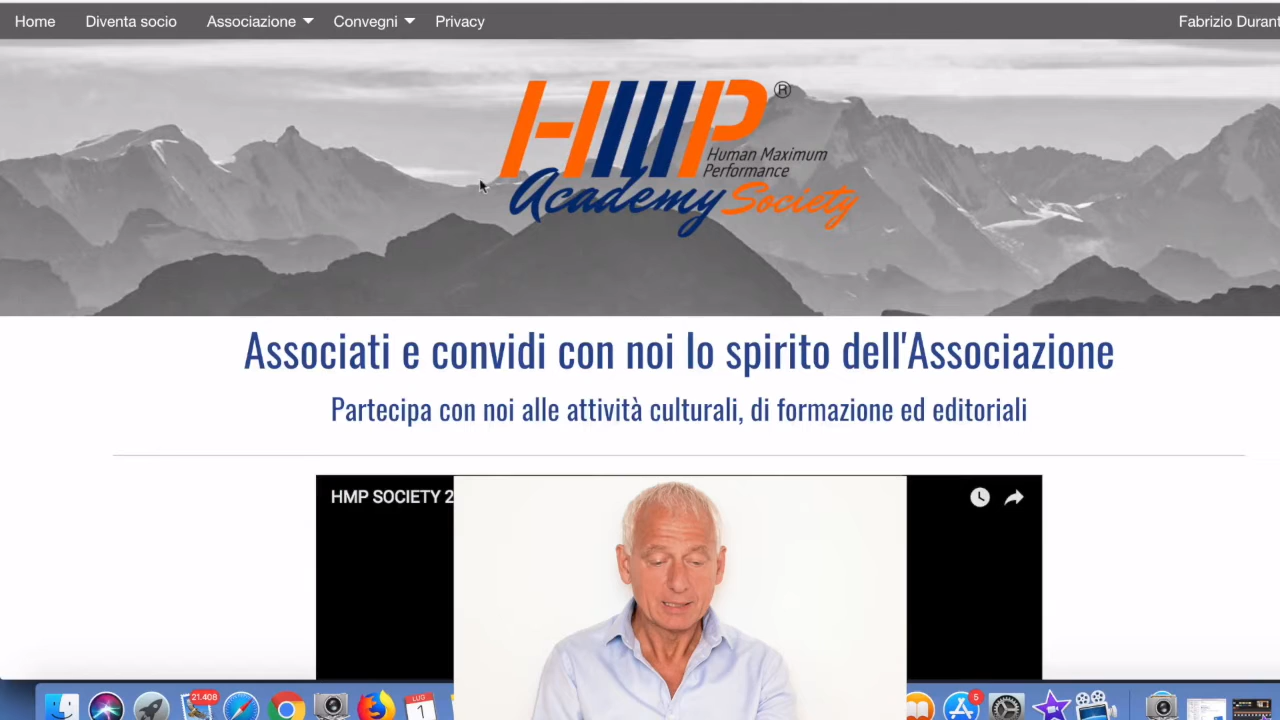 Home Diventa socio Associazione Convegni Privacy Fabrizio Durant
HMP®
Human Maximum
Performance
Academy Society
Associati e convidi con noi lo spirito dell'Associazione
Partecipa con noi alle attività culturali, di formazione ed editoriali
HMP SOCIETY 2
21.408
LUG
1
5